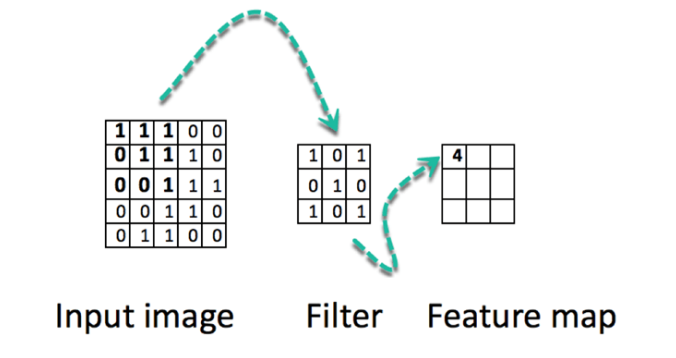 1 1 1 0 0
0 1 1 1 0
0 0 1 1 1
0 0 1 1 0
0 1 1 0 0
1 0 1
0 1 0
1 0 1
4
Input image
Filter
Feature map